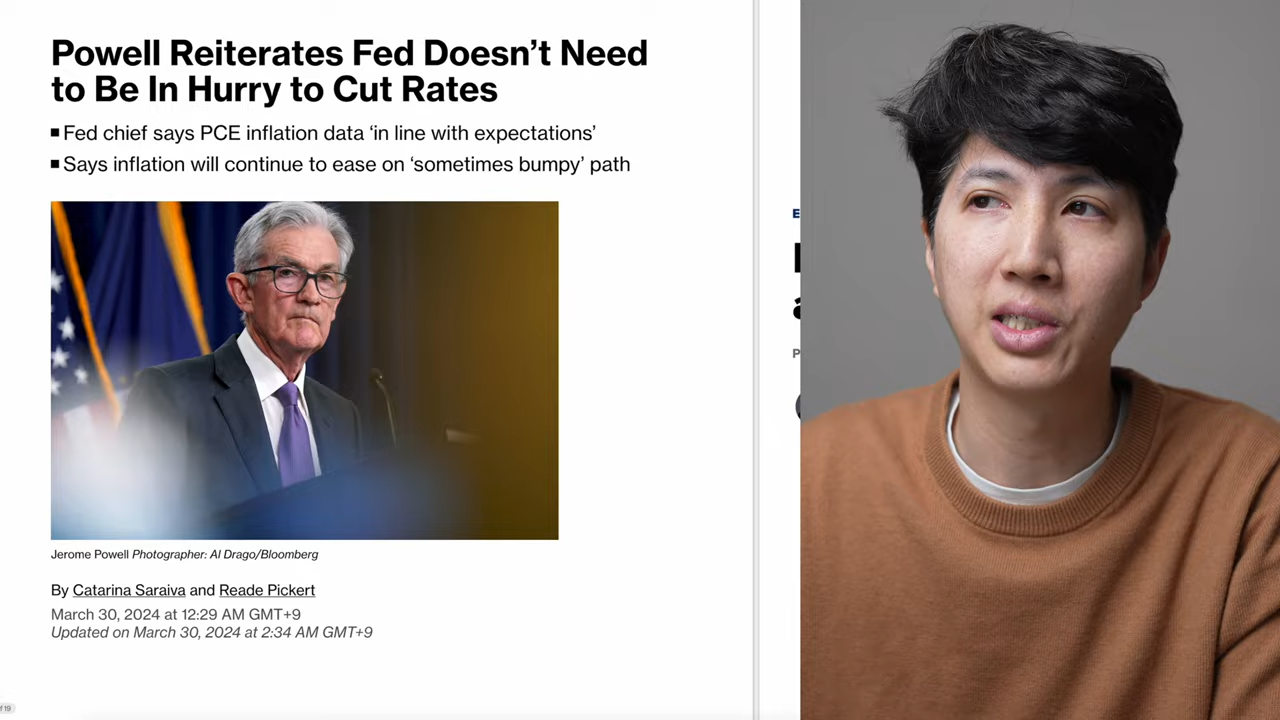 Powell Reiterates Fed Doesn’t Need
to Be In Hurry to Cut Rates
■ Fed chief says PCE inflation data ‘in line with expectations’
■ Says inflation will continue to ease on ‘sometimes bumpy’ path
Jerome Powell Photographer: Al Drago/Bloomberg
By Catarina Saraiva and Reade Pickert
March 30, 2024 at 12:29 AM GMT+9
Updated on March 30, 2024 at 2:34 AM GMT+9